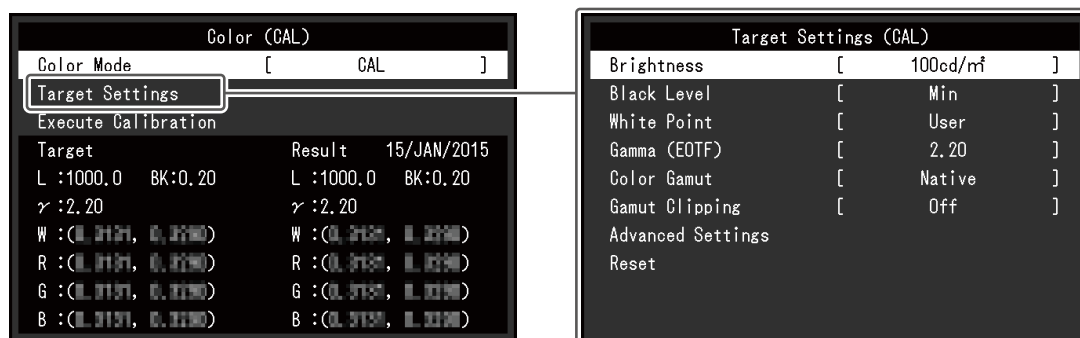 Color (CAL)
Color Mode [ CAL ]
Target Settings
Execute Calibration
Target Result 15/JAN/2015
L :1000.0 BK:0.20 L :1000.0 BK:0.20
γ :2.20 γ :2.20
W :( , ) W :( , )
R :( , ) R :( , )
G :( , ) G :( , )
B :( , ) B :( , )
Target Settings (CAL)
Brightness [ 100cd/㎡ ]
Black Level [ Min ]
White Point [ User ]
Gamma (EOTF) [ 2.20 ]
Color Gamut [ Native ]
Gamut Clipping [ Off ]
Advanced Settings
Reset